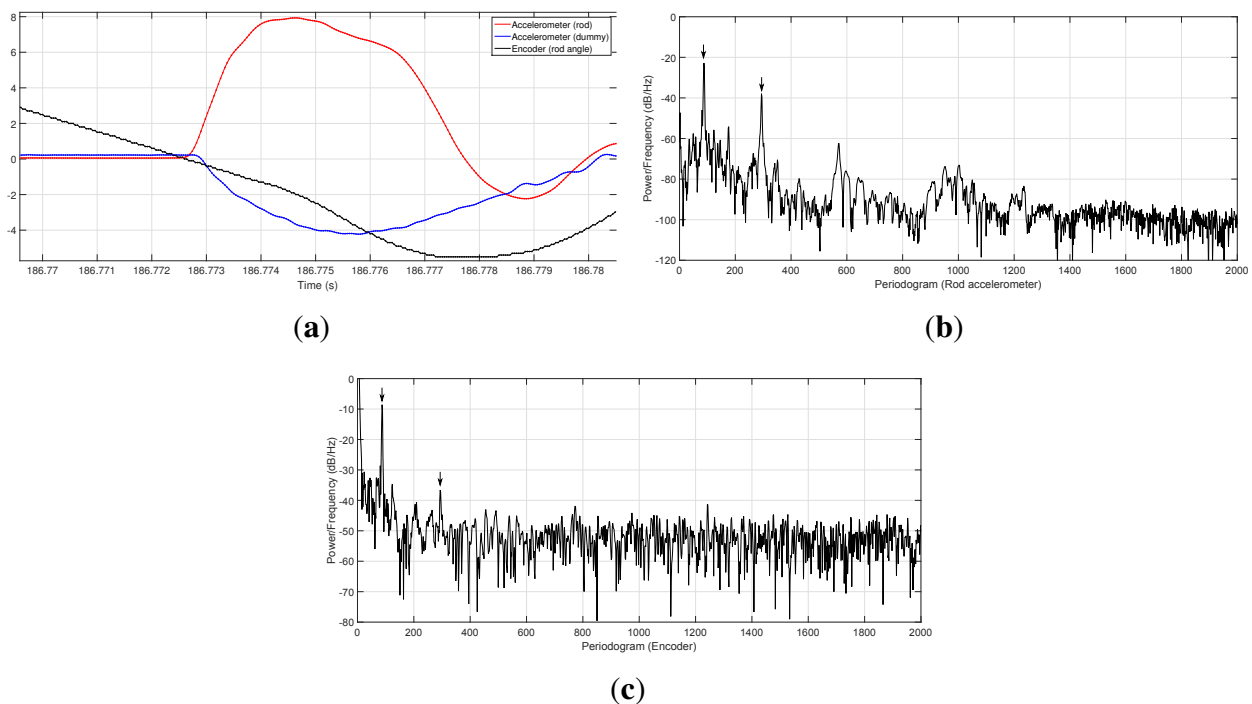 8
6
4
2
0
-2
-4
Accelerometer (rod)
Accelerometer (dummy)
Encoder (rod angle)
186.77 186.771 186.772 186.773 186.774 186.775 186.776 186.777 186.778 186.779 186.78
Time (s)
(a)
0
-20
-40
-60
-80
-100
-120
Power/Frequency (dB/Hz)
0 200 400 600 800 1000 1200 1400 1600 1800 2000
Periodogram (Rod accelerometer)
(b)
0
-10
-20
-30
-40
-50
-60
-70
-80
Power/Frequency (dB/Hz)
0 200 400 600 800 1000 1200 1400 1600 1800 2000
Periodogram (Encoder)
(c)